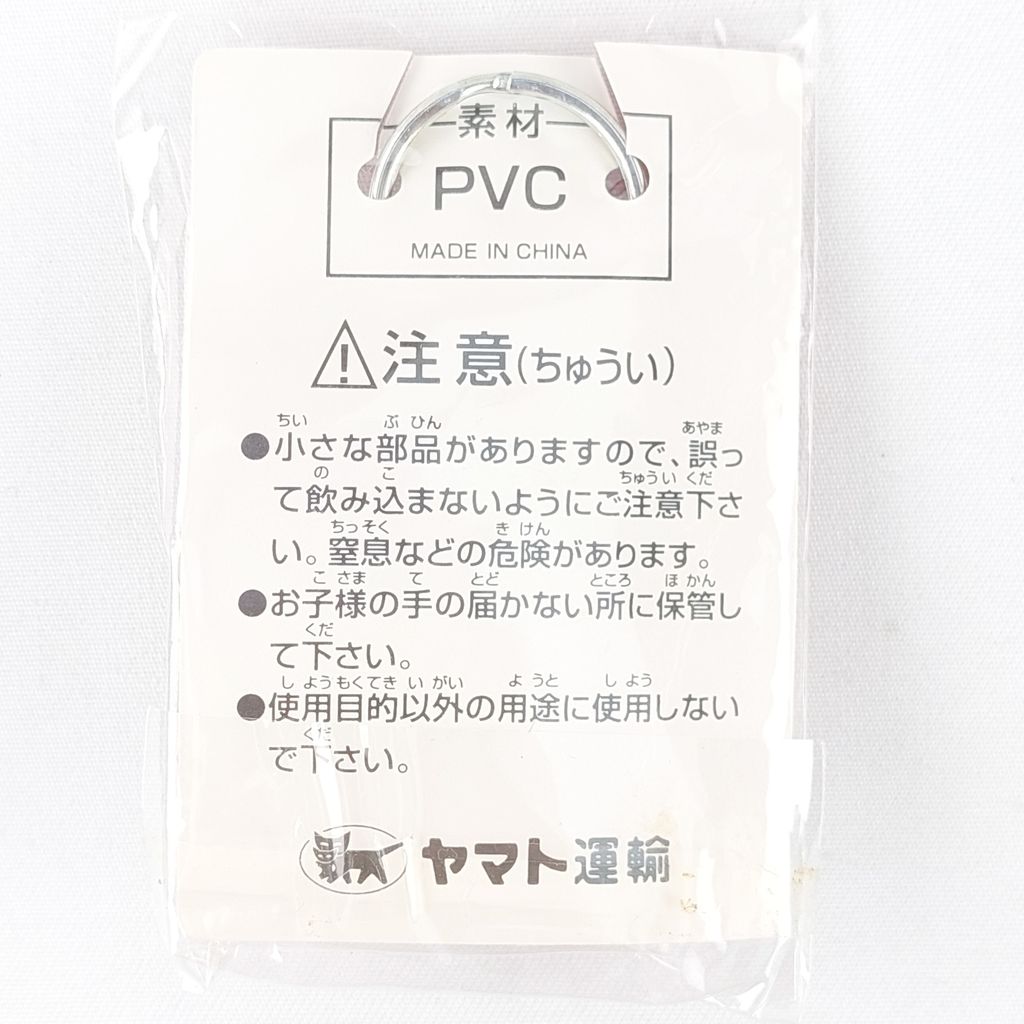 素材
PVC
MADE IN CHINA
注意(ちゅうい)
ちい ぶ ひん あやま
●小さな部品がありますので、誤っ
の こ ちゅうい くだ
て飲み込まないようにご注意下さ
ちっそく き けん
い。窒息などの危険があります。
こ さま て とど ところ ほ かん
●お子様の手の届かない所に保管し
くだ
て下さい。
し ようもくてき い がい よ うと し よう
●使用目的以外の用途に使用しない
くだ
で下さい。
ヤマト運輸